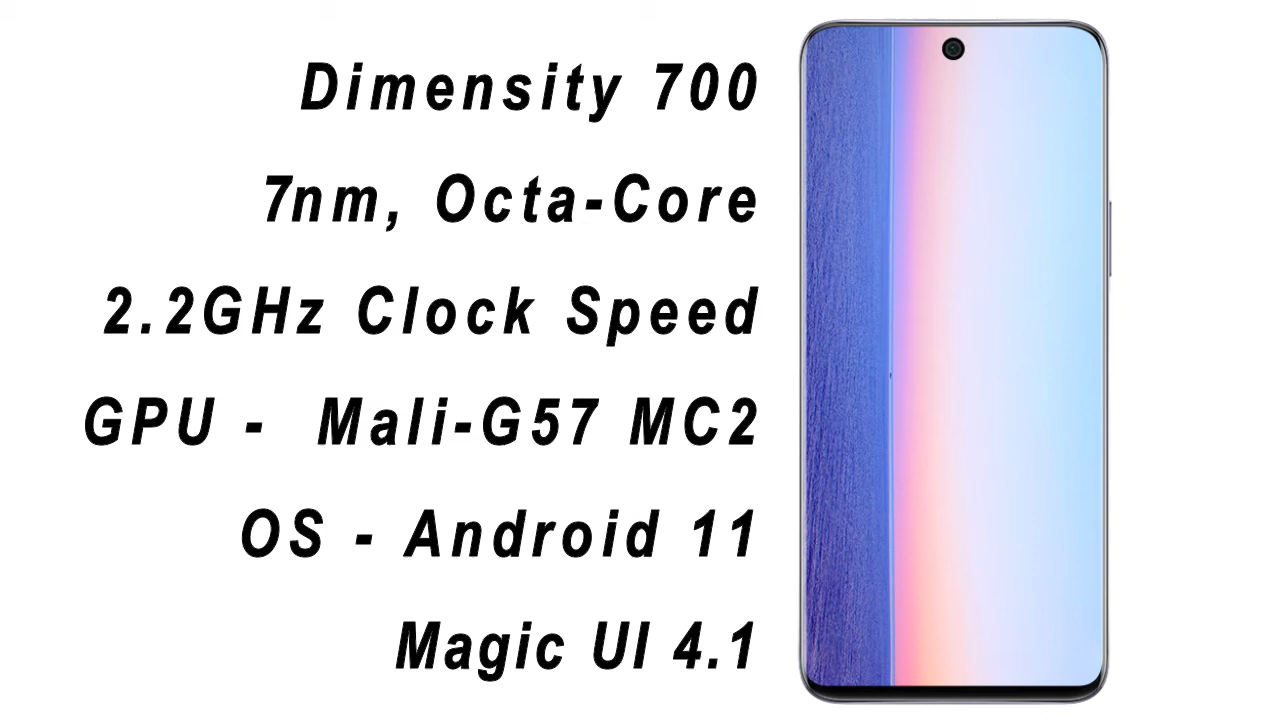 Dimensity 700
7nm, Octa-Core
2.2GHz Clock Speed
GPU -  Mali-G57 MC2
OS - Android 11
Magic UI 4.1